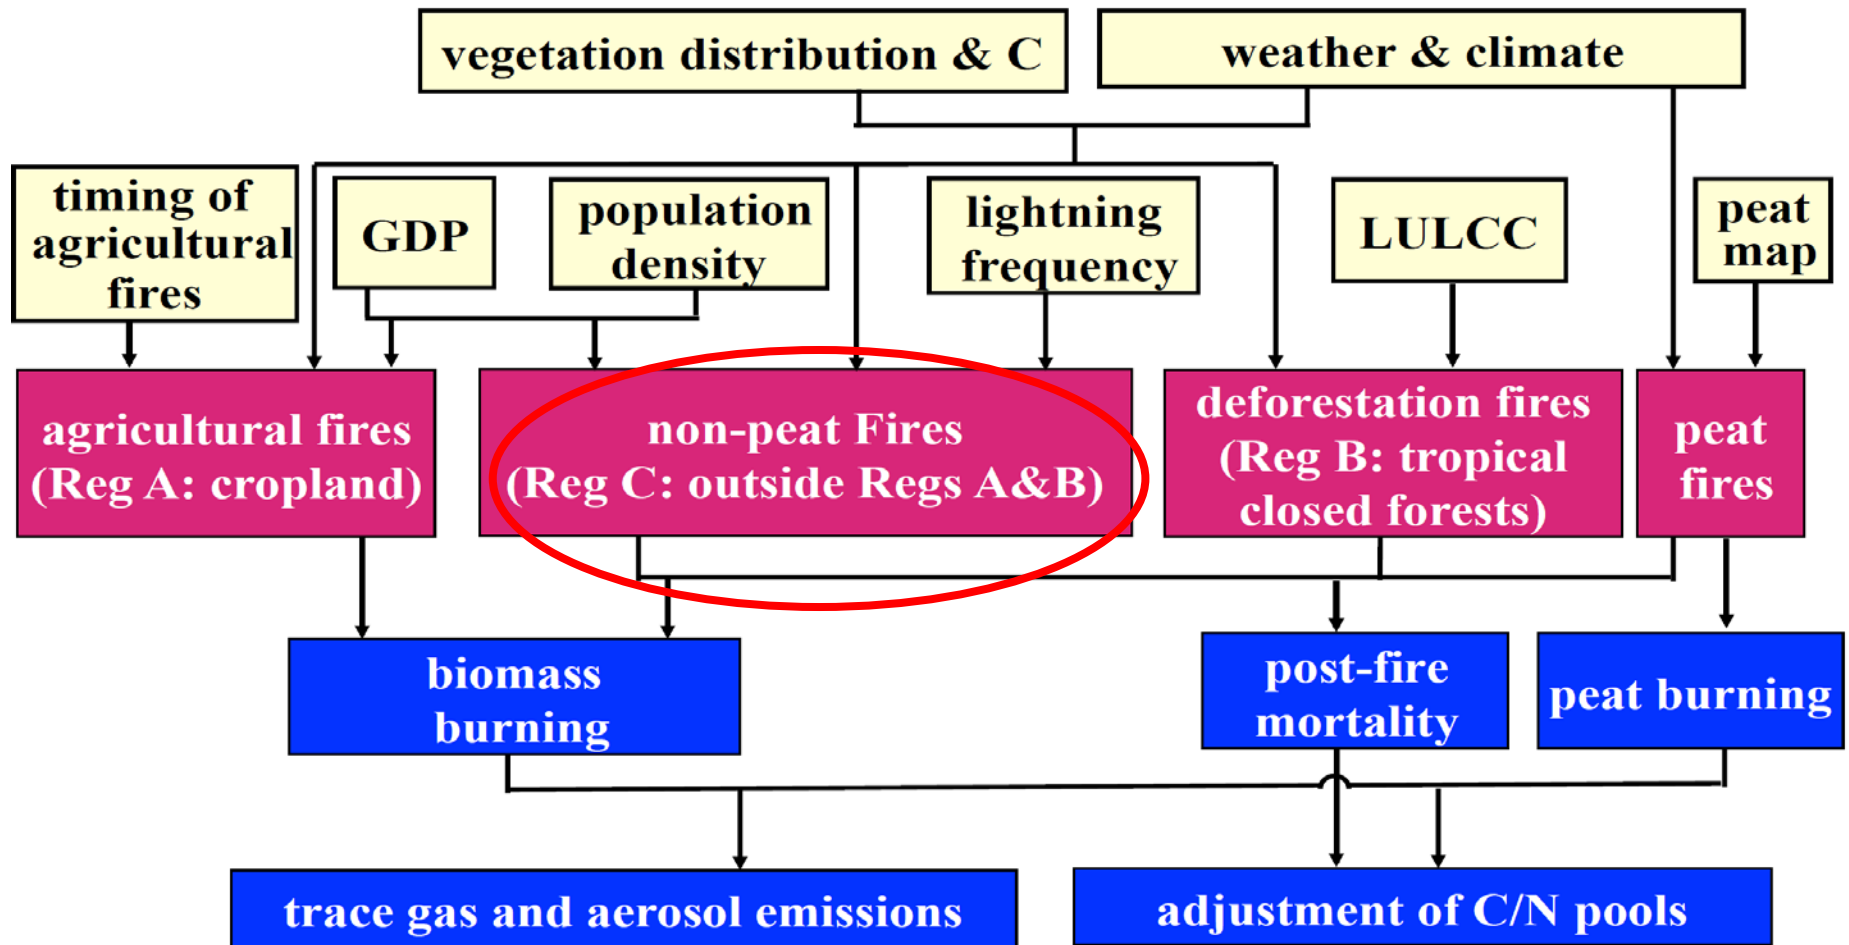 vegetation distribution & C
weather & climate
timing of
agricultural
fires
GDP
population
density
lightning
frequency
LULCC
peat
map
agricultural fires
(Reg A: cropland)
non-peat Fires
(Reg C: outside Regs A&B)
deforestation fires
(Reg B: tropical
closed forests)
peat
fires
biomass
burning
post-fire
mortality
peat burning
trace gas and aerosol emissions
adjustment of C/N pools